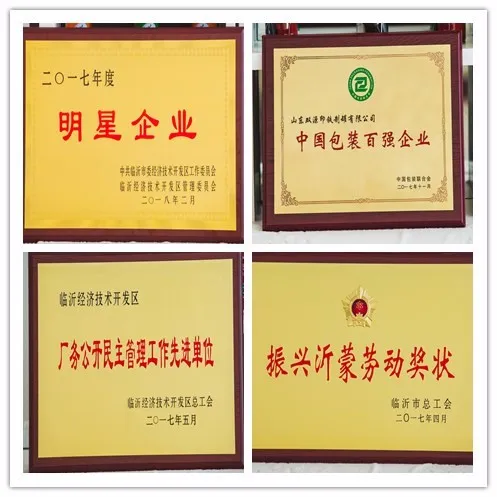 二〇一七年度
明星企业
中共临沂市委经济技术开发区工作委员会
临沂经济技术开发区管理委员会
二〇一八年二月
山东双源印铁制罐有限公司
中国包装百强企业
中国包装联合会
二〇一七年十一月
临沂经济技术开发区
厂务公开民主管理工作先进单位
临沂经济技术开发区总工会
二〇一七年五月
振兴沂蒙劳动奖状
临沂市总工会
二〇一七年四月